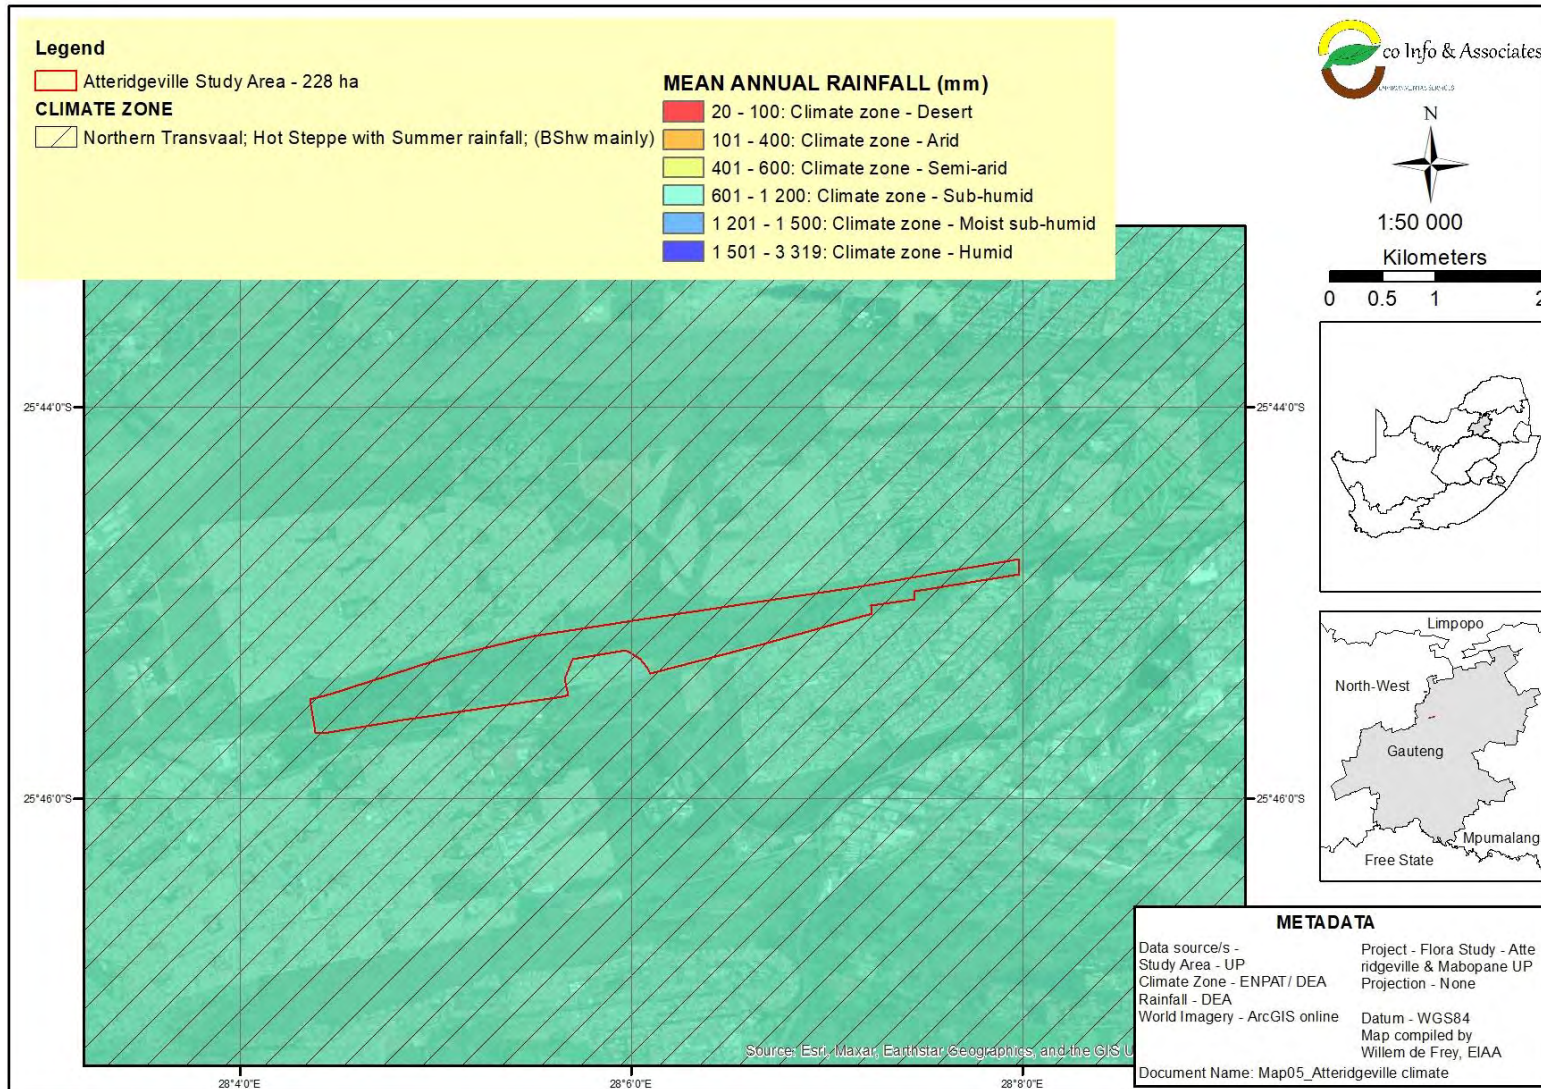 Legend
Atteridgeville Study Area - 228 ha
CLIMATE ZONE
Northern Transvaal; Hot Steppe with Summer rainfall; (BShw mainly)
MEAN ANNUAL RAINFALL (mm)
20 - 100: Climate zone - Desert
101 - 400: Climate zone - Arid
401 - 600: Climate zone - Semi-arid
601 - 1 200: Climate zone - Sub-humid
1 201 - 1 500: Climate zone - Moist sub-humid
1 501 - 3 319: Climate zone - Humid
co Info & Associates
ENVIRONMENTAL SERVICES
N
1:50 000
Kilometers
0 0.5 1 2
25°44'0"S
25°44'0"S
25°46'0"S
25°46'0"S
28°4'0"E
28°6'0"E
28°8'0"E
Limpopo
North-West
Gauteng
Mpumalang
Free State
Source: Esri, Maxar, Earthstar Geographics, and the GIS U
METADATA
Data source/s -
Study Area - UP
Climate Zone - ENPAT/ DEA
Rainfall - DEA
World Imagery - ArcGIS online
Project - Flora Study - Atte
ridgeville & Mabopane UP
Projection - None
Datum - WGS84
Map compiled by
Willem de Frey, EIAA
Document Name: Map05_Atteridgeville climate